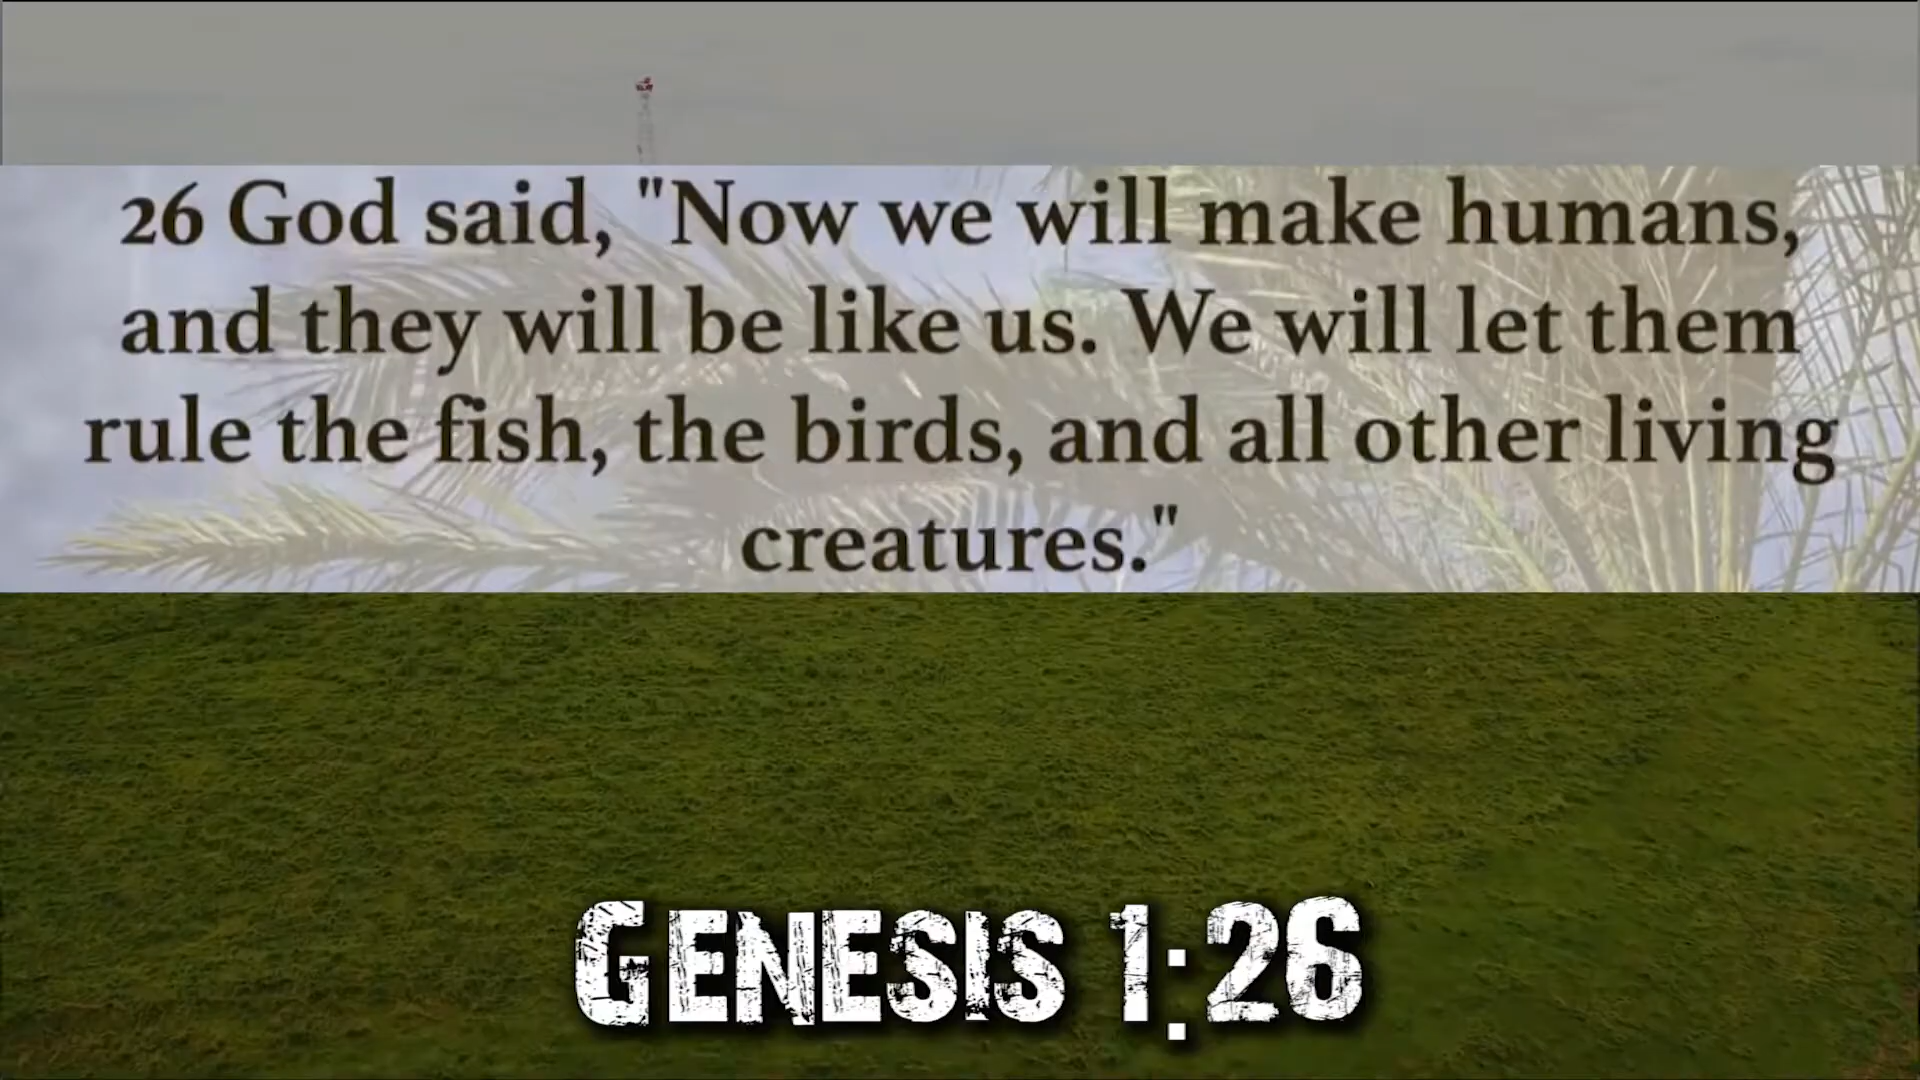 26 God said, "Now we will make humans,
and they will be like us. We will let them
rule the fish, the birds, and all other living
creatures."
GENESIS 1:26